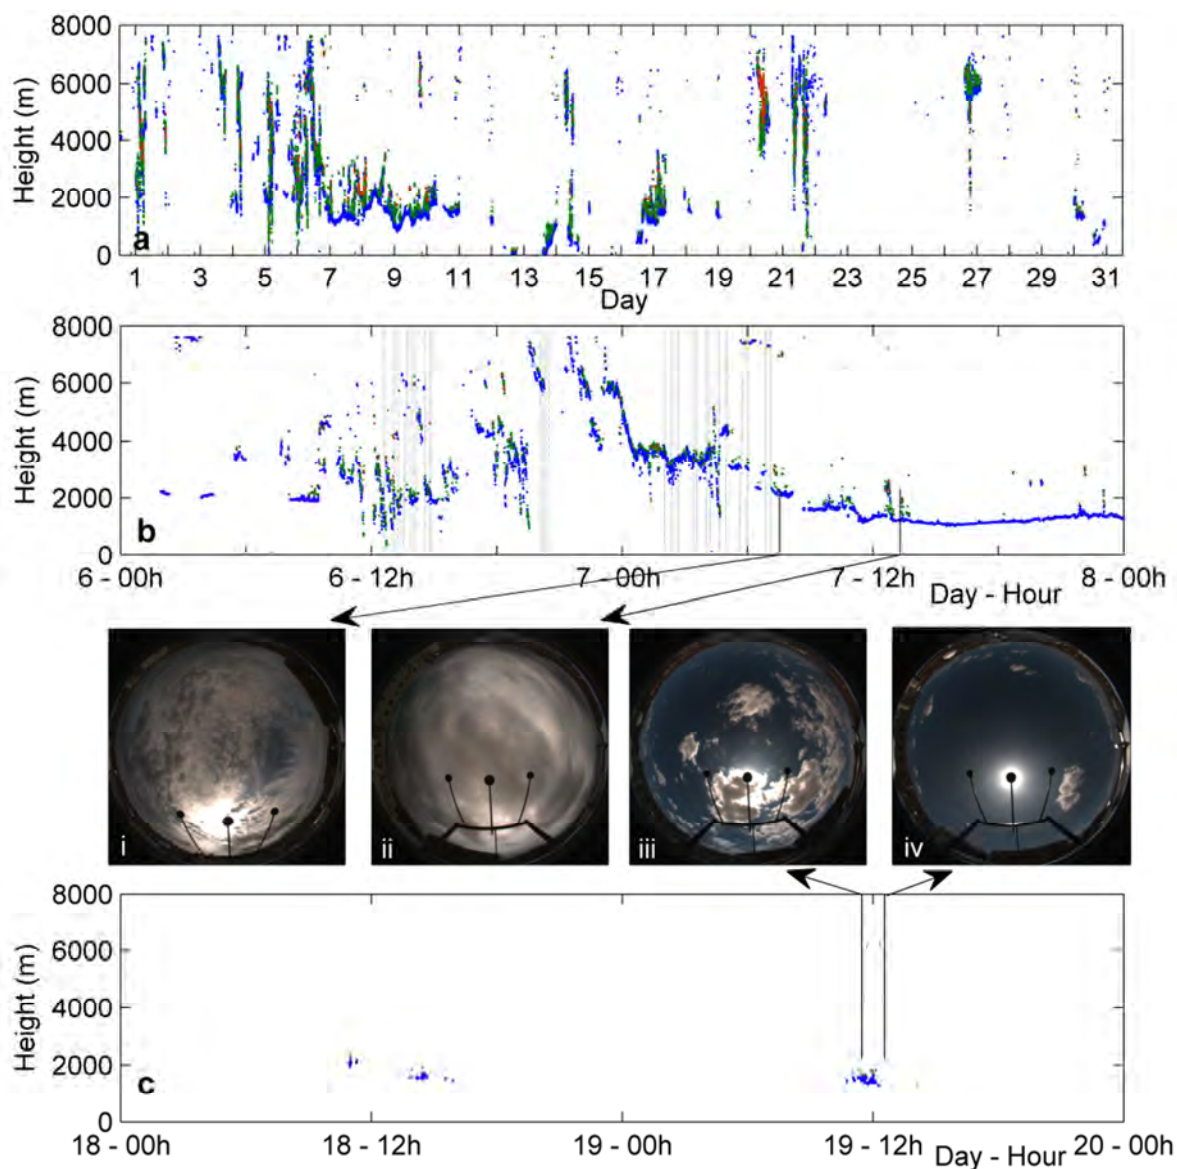 8000
6000
4000
2000
0
Height (m)
a
1 3 5 7 9 11 13 15 17 19 21 23 25 27 29 31
Day
8000
6000
4000
2000
0
Height (m)
b
6 - 00h 6 - 12h 7 - 00h 7 - 12h 8 - 00h
Day - Hour
i ii iii iv
8000
6000
4000
2000
0
Height (m)
c
18 - 00h 18 - 12h 19 - 00h 19 - 12h 20 - 00h
Day - Hour